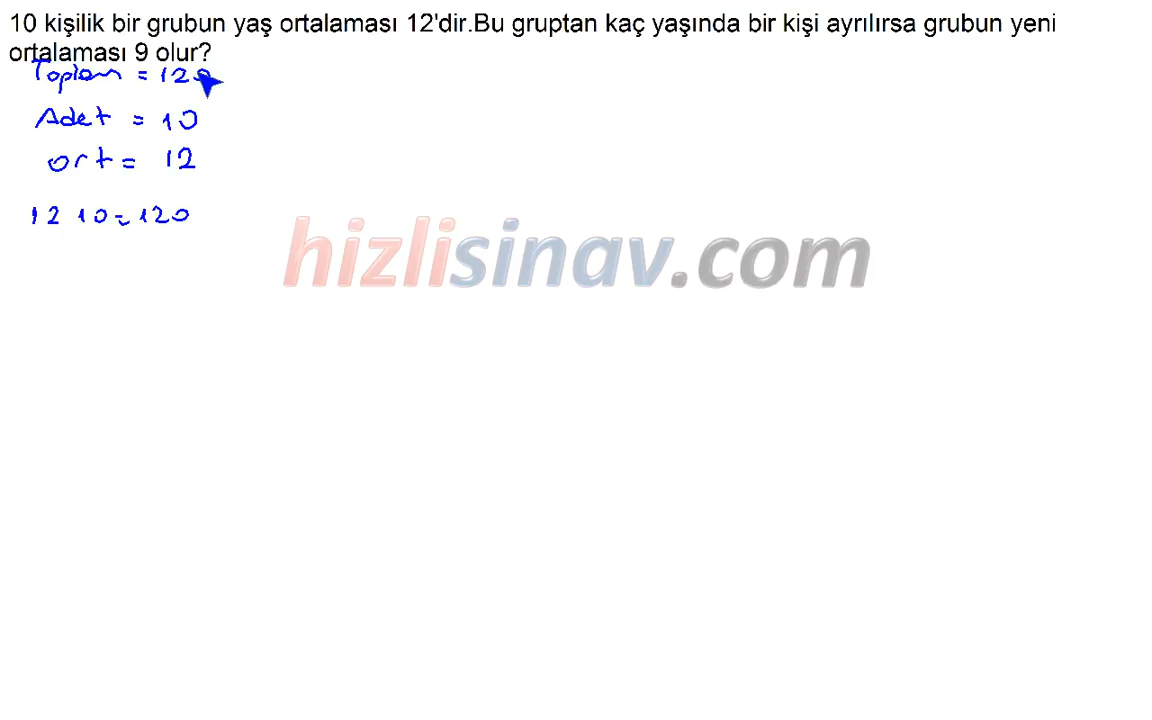 10 kişilik bir grubun yaş ortalaması 12'dir.Bu gruptan kaç yaşında bir kişi ayrılırsa grubun yeni
ortalaması 9 olur?
Toplam = 120
Adet = 10
ort = 12
12 10 = 120
hizlisinav.com